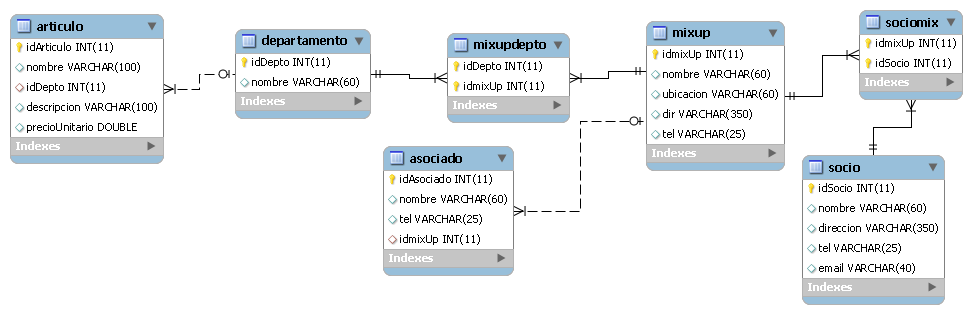 articulo
idArticulo INT(11)
nombre VARCHAR(100)
idDepto INT(11)
descripcion VARCHAR(100)
precioUnitario DOUBLE
Indexes
departamento
idDepto INT(11)
nombre VARCHAR(60)
Indexes
mixupdepto
idDepto INT(11)
idmixUp INT(11)
Indexes
mixup
idmixUp INT(11)
nombre VARCHAR(60)
ubicacion VARCHAR(60)
dir VARCHAR(350)
tel VARCHAR(25)
Indexes
sociomix
idmixUp INT(11)
idSocio INT(11)
Indexes
asociado
idAsociado INT(11)
nombre VARCHAR(60)
tel VARCHAR(25)
idmixUp INT(11)
Indexes
socio
idSocio INT(11)
nombre VARCHAR(60)
direccion VARCHAR(350)
tel VARCHAR(25)
email VARCHAR(40)
Indexes